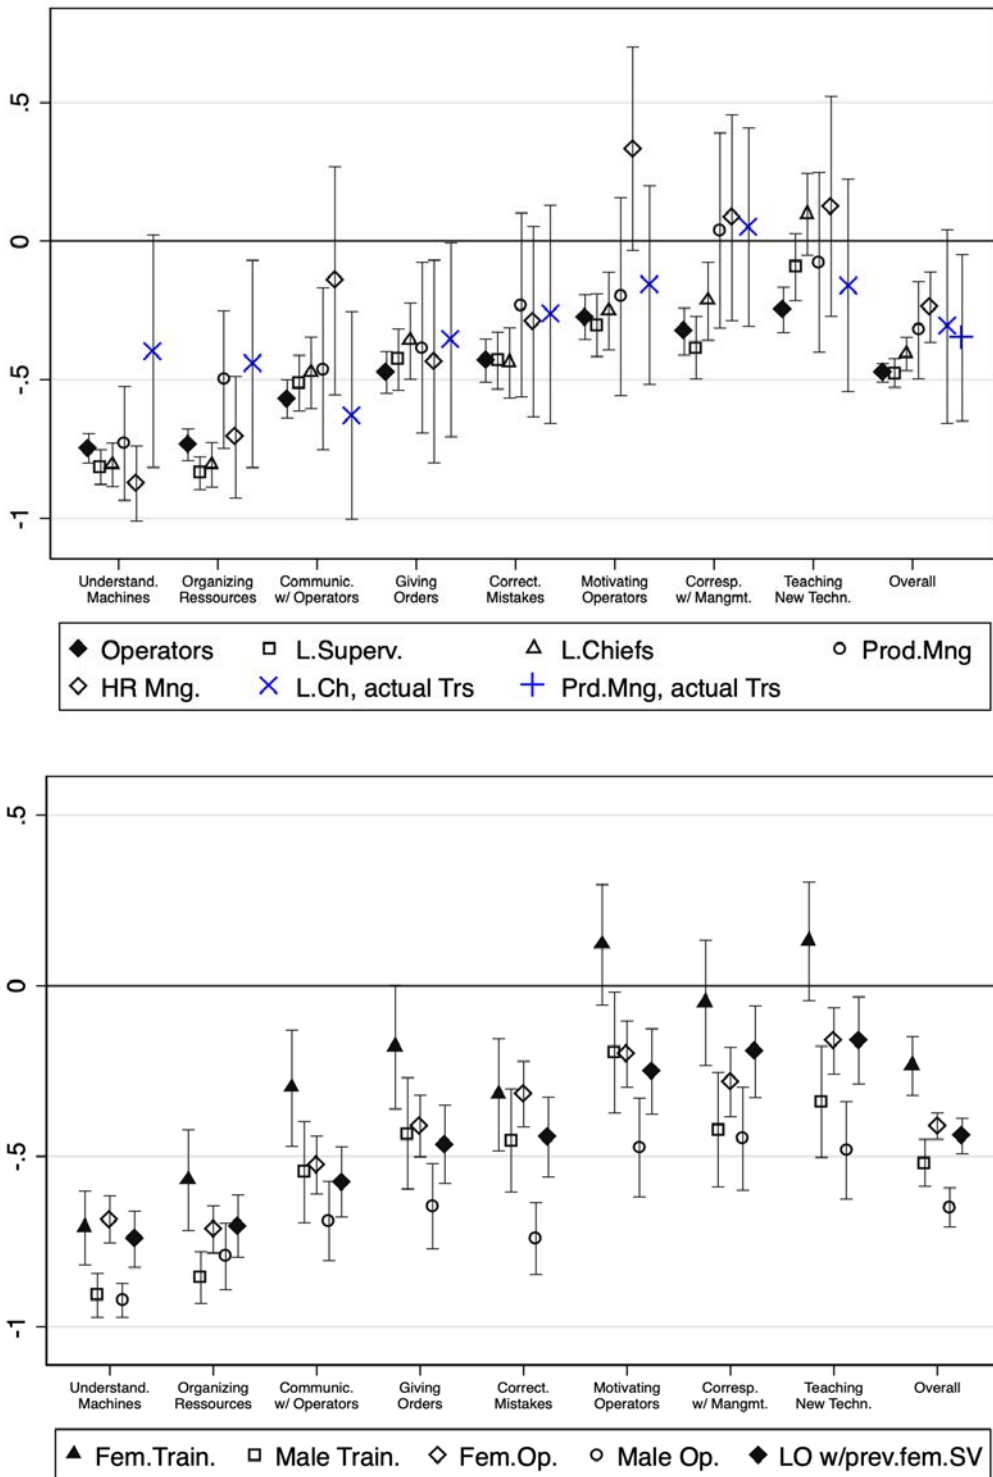 .5
0
-.5
-1
Understand. Organizing Communic. Giving Correct. Motivating Corresp. Teaching Overall
Machines Ressources w/ Operators Orders Mistakes Operators w/ Mangmt. New Techn.
Operators L.Superv. L.Chiefs Prod.Mng
HR Mng. L.Ch, actual Trs Prd.Mng, actual Trs
.5
0
-.5
-1
Understand. Organizing Communic. Giving Correct. Motivating Corresp. Teaching Overall
Machines Ressources w/ Operators Orders Mistakes Operators w/ Mangmt. New Techn.
Fem.Train. Male Train. Fem.Op. Male Op. LO w/prev.fem.SV